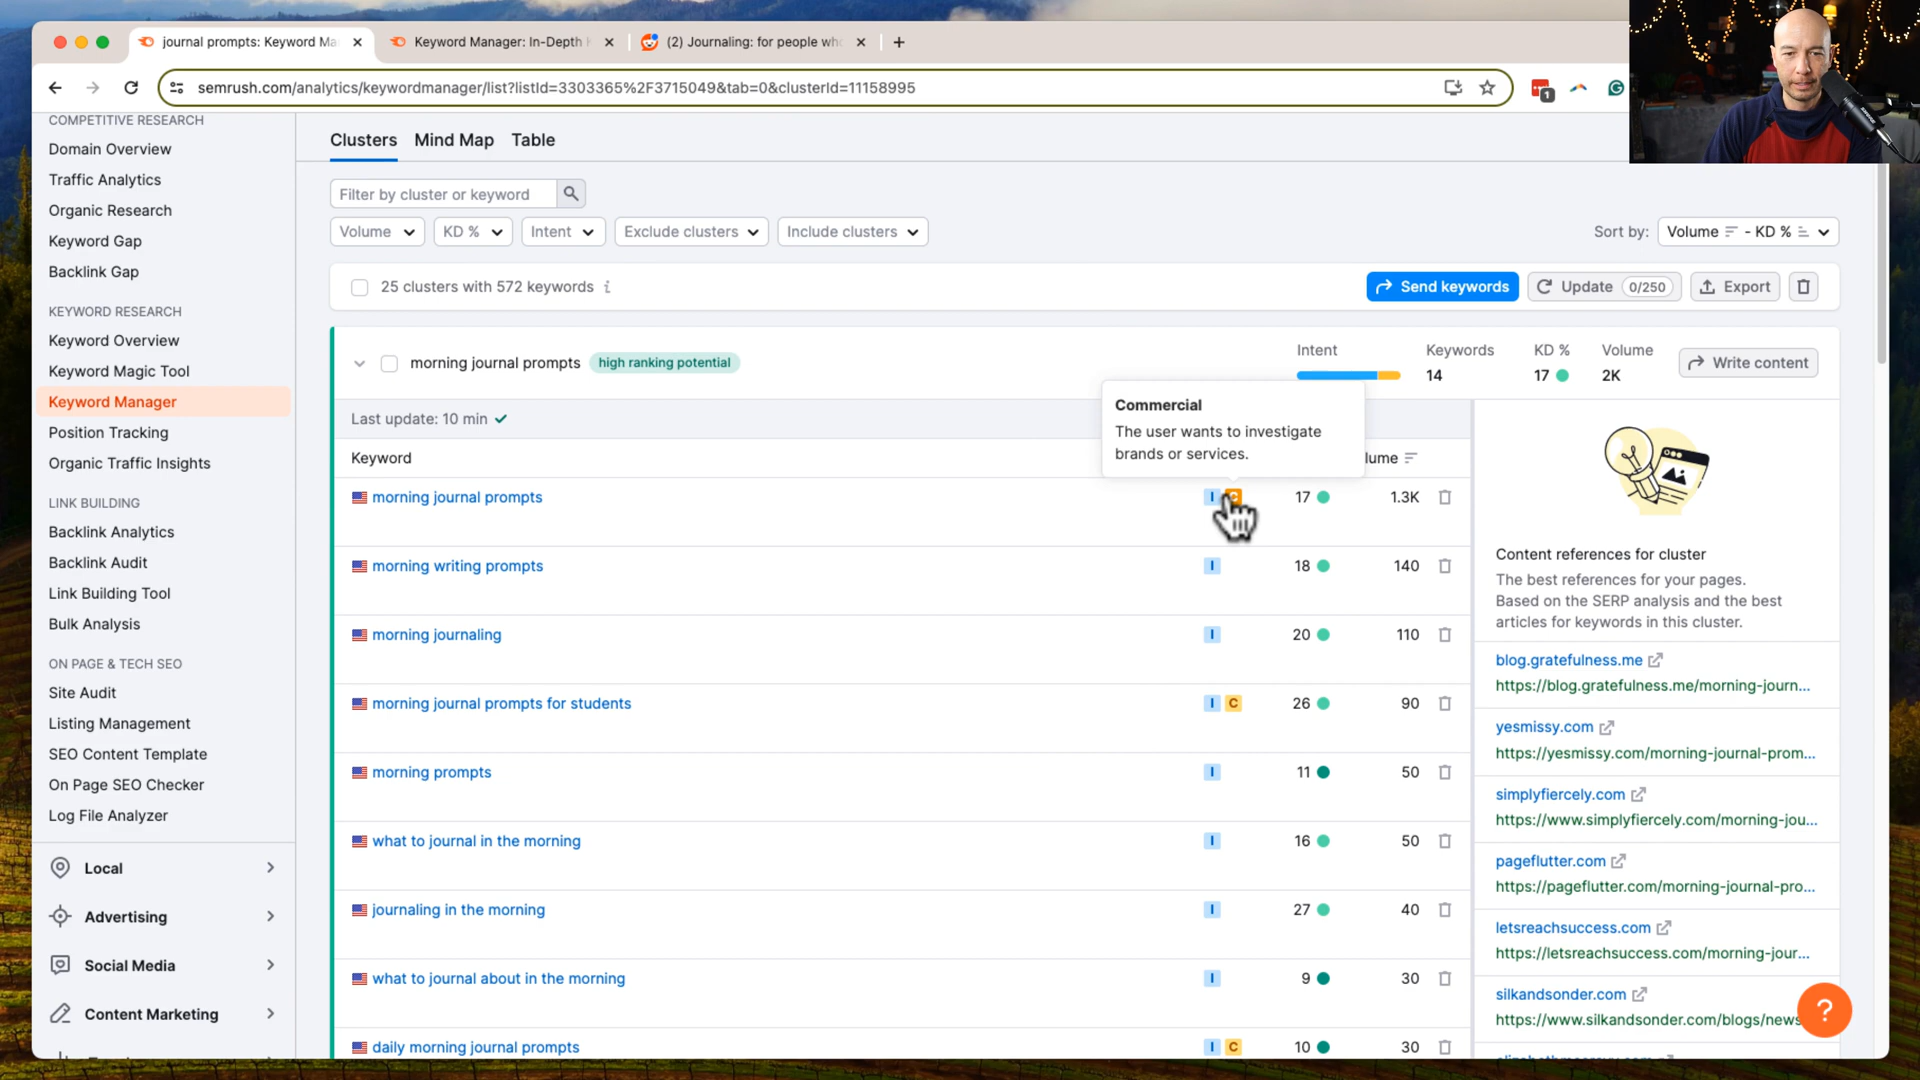 journal prompts: Keyword Ma
Keyword Manager: In-Depth
(2) Journaling: for people who
semrush.com/analytics/keywordmanager/list?listId=3303365%2F3715049&tab=0&clusterId=11158995
1
COMPETITIVE RESEARCH
Domain Overview
Traffic Analytics
Organic Research
Keyword Gap
Backlink Gap
KEYWORD RESEARCH
Keyword Overview
Keyword Magic Tool
Keyword Manager
Position Tracking
Organic Traffic Insights
LINK BUILDING
Backlink Analytics
Backlink Audit
Link Building Tool
Bulk Analysis
ON PAGE & TECH SEO
Site Audit
Listing Management
SEO Content Template
On Page SEO Checker
Log File Analyzer
Local
Advertising
Social Media
Content Marketing
Clusters Mind Map Table
Filter by cluster or keyword
Volume KD % Intent Exclude clusters Include clusters
Sort by: Volume - KD %
25 clusters with 572 keywords i
Send keywords Update 0/250 Export
morning journal prompts high ranking potential
Intent Keywords KD % Volume
14 17 2K
Write content
Commercial
The user wants to investigate
brands or services.
Last update: 10 min
Keyword lume
morning journal prompts I C 17 1.3K
morning writing prompts I 18 140
morning journaling I 20 110
morning journal prompts for students I C 26 90
morning prompts I 11 50
what to journal in the morning I 16 50
journaling in the morning I 27 40
what to journal about in the morning I 9 30
daily morning journal prompts I C 10 30
Content references for cluster
The best references for your pages.
Based on the SERP analysis and the best
articles for keywords in this cluster.
blog.gratefulness.me
https://blog.gratefulness.me/morning-journ...
yesmissy.com
https://yesmissy.com/morning-journal-prom...
simplyfiercely.com
https://www.simplyfiercely.com/morning-jou...
pageflutter.com
https://pageflutter.com/morning-journal-pro...
letsreachsuccess.com
https://letsreachsuccess.com/morning-jour...
silkandsonder.com
https://www.silkandsonder.com/blogs/news
?